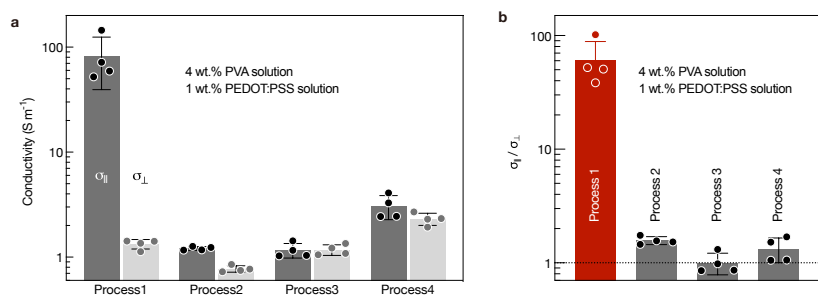 a
Conductivity (S m⁻¹)
100
10
1
4 wt.% PVA solution
1 wt.% PEDOT:PSS solution
σ∥
σ⊥
Process1
Process2
Process3
Process4
b
σ∥ / σ⊥
100
10
1
4 wt.% PVA solution
1 wt.% PEDOT:PSS solution
Process 1
Process 2
Process 3
Process 4